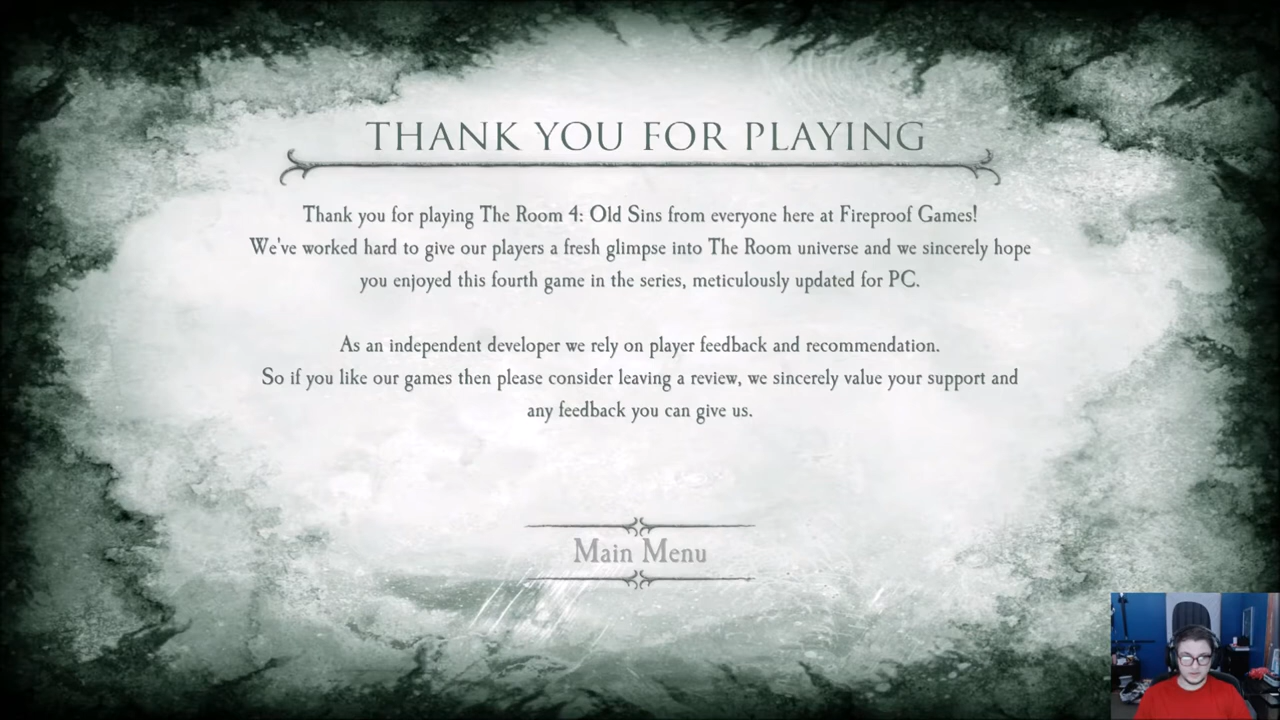 THANK YOU FOR PLAYING
Thank you for playing The Room 4: Old Sins from everyone here at Fireproof Games!
We've worked hard to give our players a fresh glimpse into The Room universe and we sincerely hope
you enjoyed this fourth game in the series, meticulously updated for PC.
As an independent developer we rely on player feedback and recommendation.
So if you like our games then please consider leaving a review, we sincerely value your support and
any feedback you can give us.
Main Menu